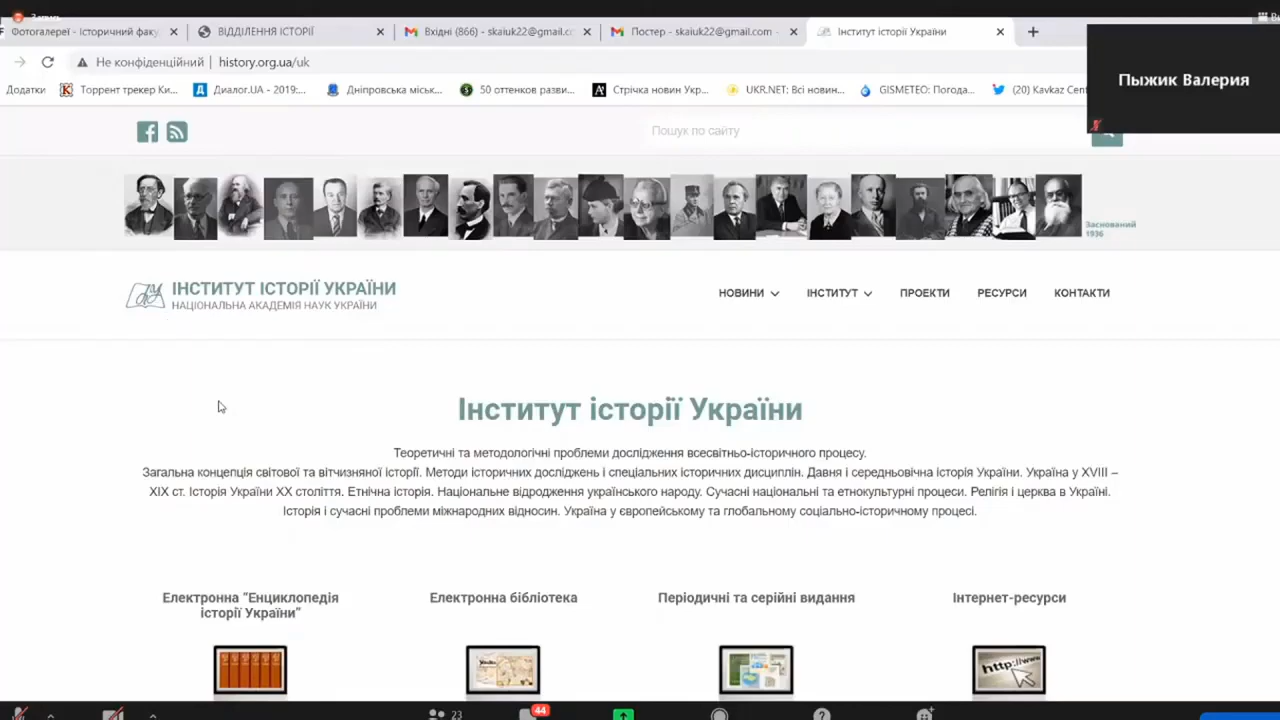 Запись
Фотогалереї - Історичний факу
ВІДДІЛЕННЯ ІСТОРІЇ
Вхідні (866) - skaiuk22@gmail.co
Постер - skaiuk22@gmail.com -
Інститут історії України
Не конфіденційний | history.org.ua/uk
Додатки
Торрент трекер Ки...
Диалог.UA - 2019:...
Дніпровська міськ...
50 оттенков разви...
Стрічка новин Укр...
UKR.NET: Всі новин...
GISMETEO: Погода...
(20) Kavkaz Cent
Пыжик Валерия
Пошук по сайту
Заснований
1936
ІНСТИТУТ ІСТОРІЇ УКРАЇНИ
НАЦІОНАЛЬНА АКАДЕМІЯ НАУК УКРАЇНИ
НОВИНИ
ІНСТИТУТ
ПРОЕКТИ
РЕСУРСИ
КОНТАКТИ
Інститут історії України
Теоретичні та методологічні проблеми дослідження всесвітньо-історичного процесу.
Загальна концепція світової та вітчизняної історії. Методи історичних досліджень і спеціальних історичних дисциплін. Давня і середньовічна історія України. Україна у XVIII –
XIX ст. Історія України XX століття. Етнічна історія. Національне відродження українського народу. Сучасні національні та етнокультурні процеси. Релігія і церква в Україні.
Історія і сучасні проблеми міжнародних відносин. Україна у європейському та глобальному соціально-історичному процесі.
Електронна “Енциклопедія
історії України”
Електронна бібліотека
Періодичні та серійні видання
Інтернет-ресурси
http://www
23
44